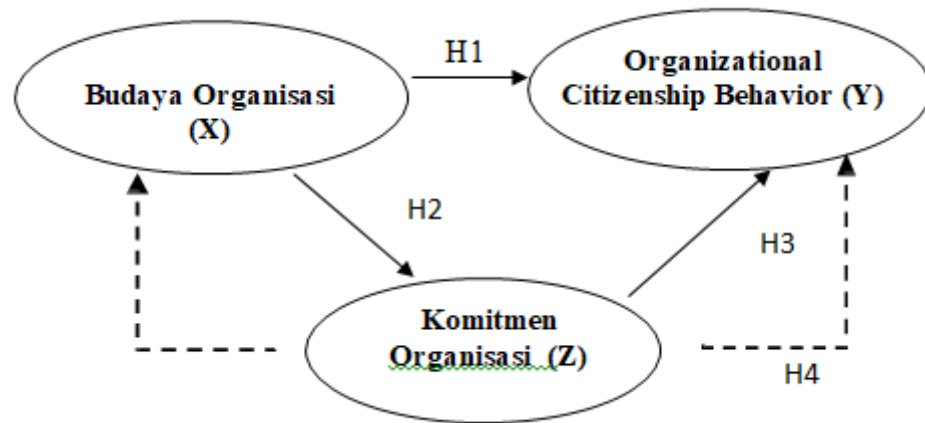 Budaya Organisasi
(X)
H1
Organizational
Citizenship Behavior (Y)
H2
H3
Komitmen
Organisasi (Z)
H4